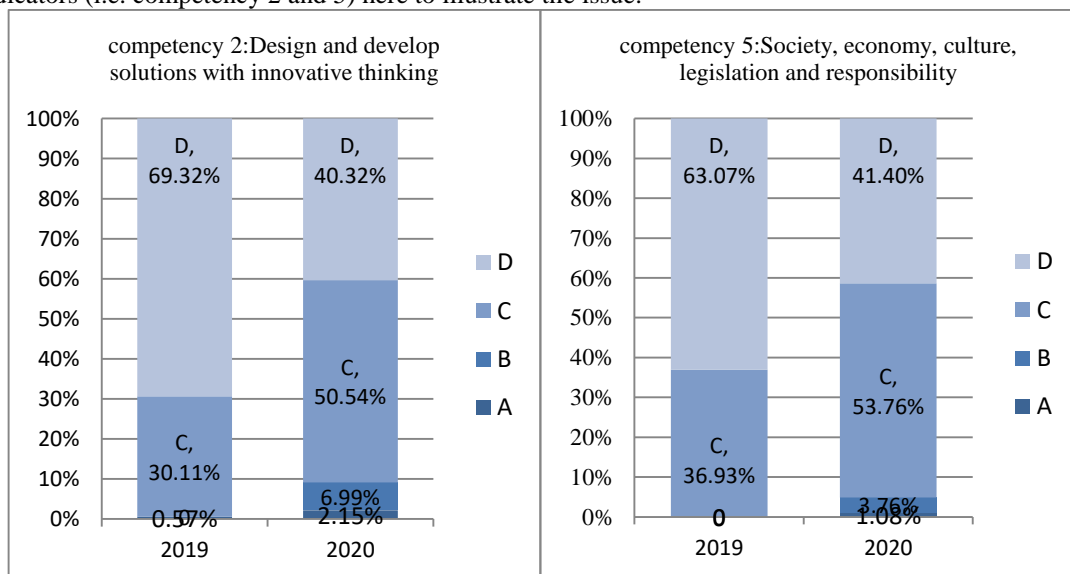 dicators (i.e. competency 2 and 5) here to illustrate the issue.
competency 2:Design and develop
solutions with innovative thinking
100%
90%
80%
70%
60%
50%
40%
30%
20%
10%
0%
D,
69.32%
D,
40.32%
C,
30.11%
C,
50.54%
6.99%
2.15%
0
0.57%
2019
2020
D
C
B
A
competency 5:Society, economy, culture,
legislation and responsibility
100%
90%
80%
70%
60%
50%
40%
30%
20%
10%
0%
D,
63.07%
D,
41.40%
C,
36.93%
C,
53.76%
3.76%
1.08%
0
2019
2020
D
C
B
A